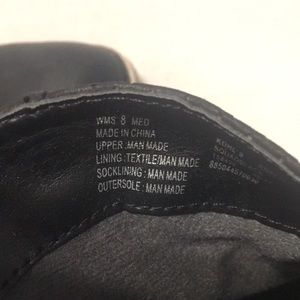 WMS 8 MED
MADE IN CHINA
UPPER : MAN MADE
LINING : TEXTILE/MAN MADE
SOCKLINING : MAN MADE
OUTERSOLE : MAN MADE
KOHL'S